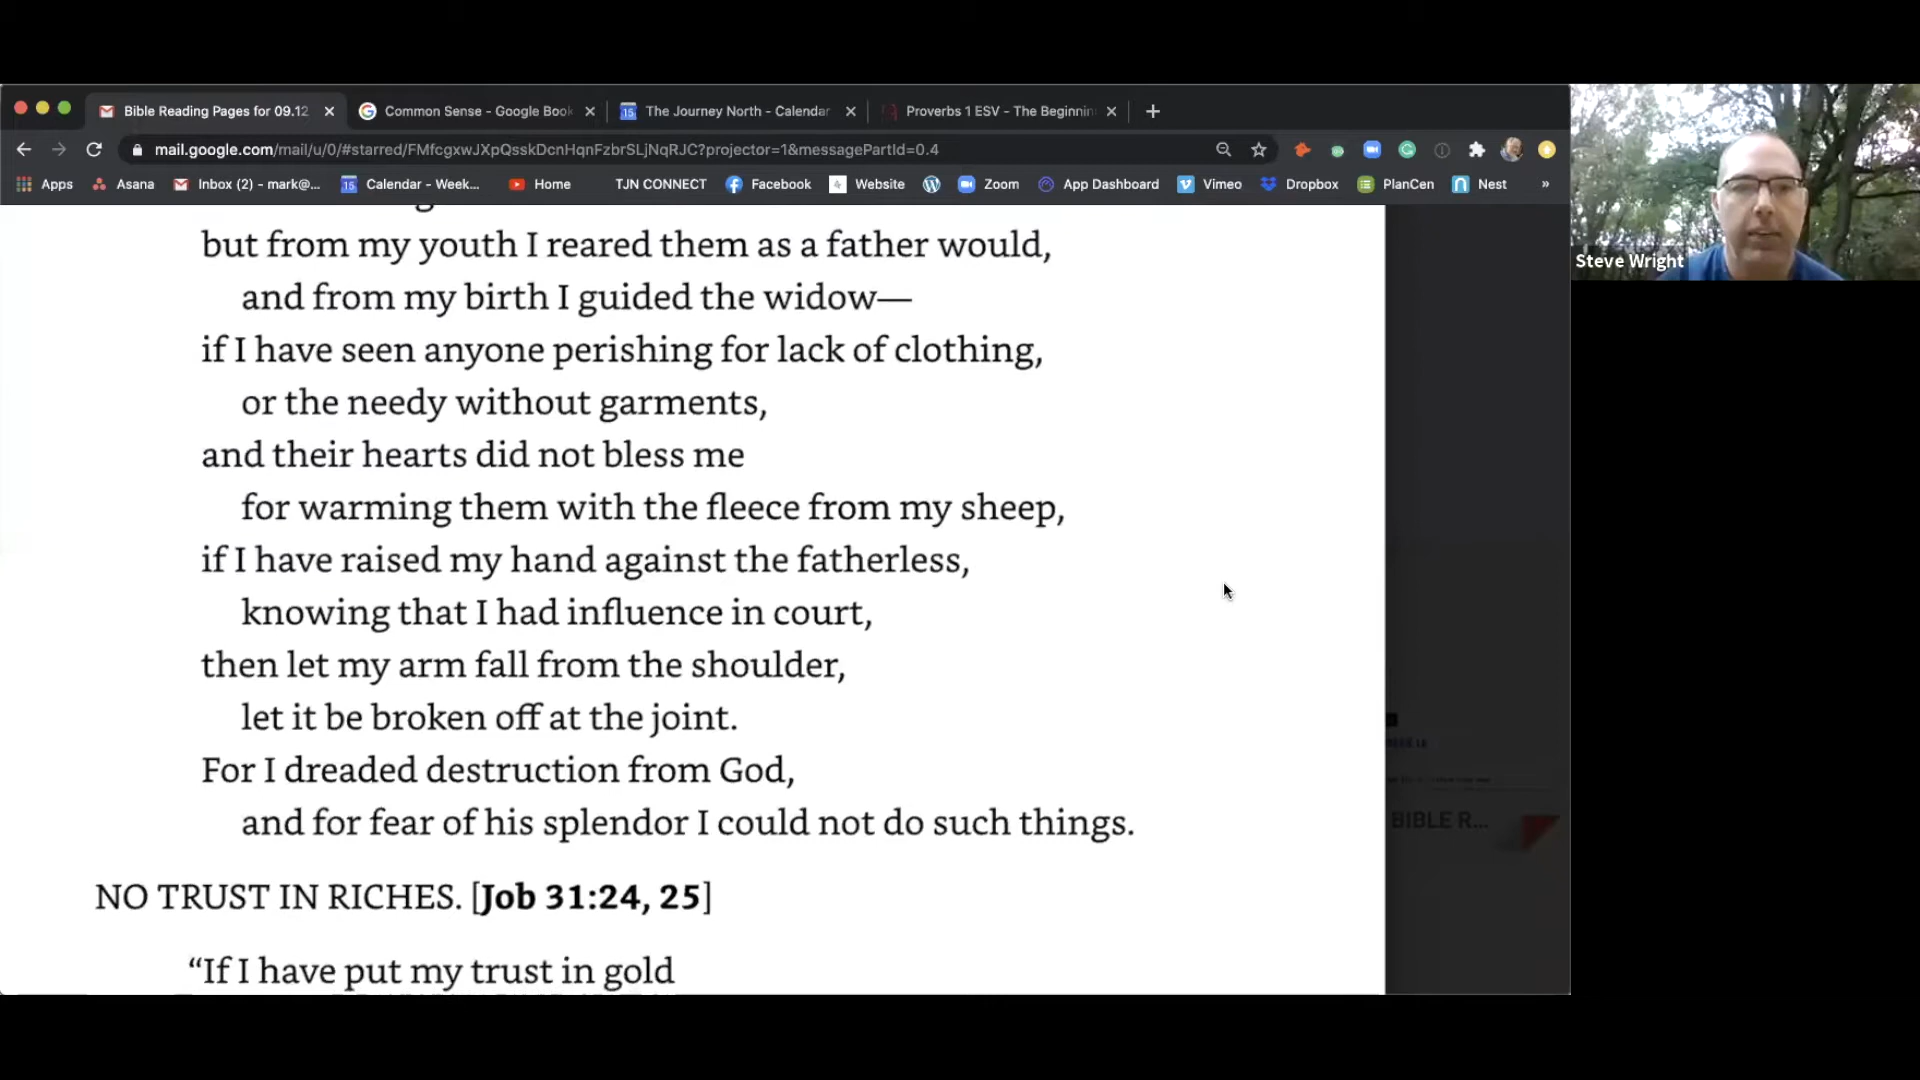 Bible Reading Pages for 09.12
Common Sense - Google Book
The Journey North - Calendar
Proverbs 1 ESV - The Beginnin
mail.google.com/mail/u/0/#starred/FMfcgxwJXpQsskDcnHqnFzbrSLjNqRJC?projector=1&messagePartId=0.4
Apps
Asana
Inbox (2) - mark@...
15
Calendar - Week...
Home
TJN CONNECT
Facebook
Website
Zoom
App Dashboard
Vimeo
Dropbox
PlanCen
Nest
»
but from my youth I reared them as a father would,
and from my birth I guided the widow—
if I have seen anyone perishing for lack of clothing,
or the needy without garments,
and their hearts did not bless me
for warming them with the fleece from my sheep,
if I have raised my hand against the fatherless,
knowing that I had influence in court,
then let my arm fall from the shoulder,
let it be broken off at the joint.
For I dreaded destruction from God,
and for fear of his splendor I could not do such things.
NO TRUST IN RICHES. [Job 31:24, 25]
“If I have put my trust in gold
BIBLE R...
Steve Wright